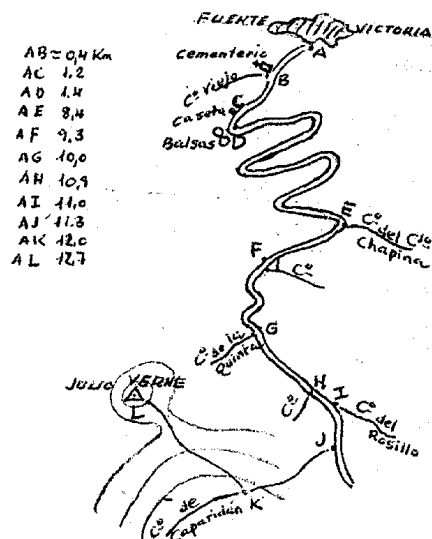 FUENTE VICTORIA
A
Cementerio
B
Cº Viejo
C
Caseta
D
Balsas
AB = 0,4 Km
AC 1,2
AD 1,4
AE 8,4
AF 9,3
AG 10,0
AH 10,9
AI 11,0
AJ 11.3
AK 12,0
AL 12,7
E
Cº del Cdº
Chapina
F
Cº
G
Cº de la
Quinta
H
I
Cº
Cº del
Rosillo
J
JULIO VERNE
L
K
Cº de
Caparidán